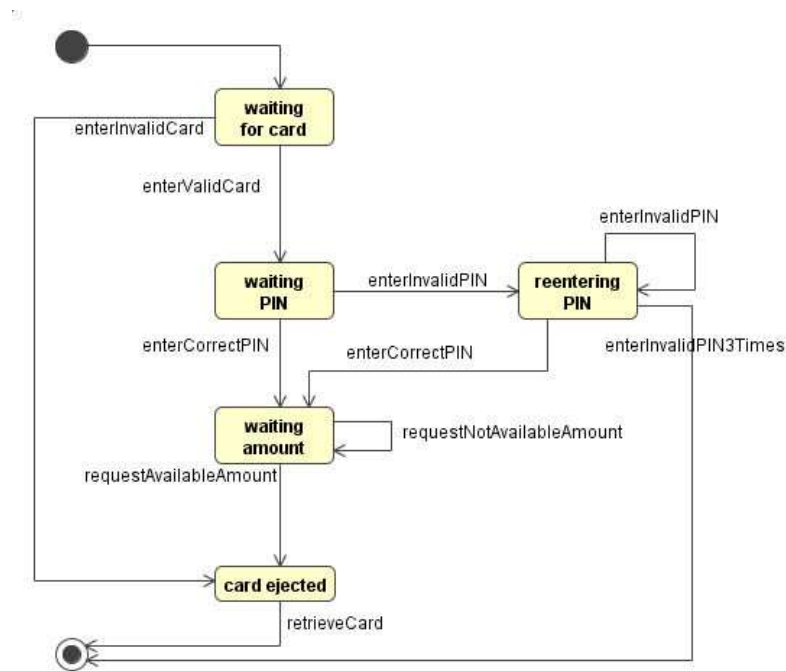 waiting
for card
enterInvalidCard
enterValidCard
enterInvalidPIN
waiting
PIN
enterInvalidPIN
reentering
PIN
enterCorrectPIN
enterCorrectPIN
enterInvalidPIN3Times
waiting
amount
requestNotAvailableAmount
requestAvailableAmount
card ejected
retrieveCard